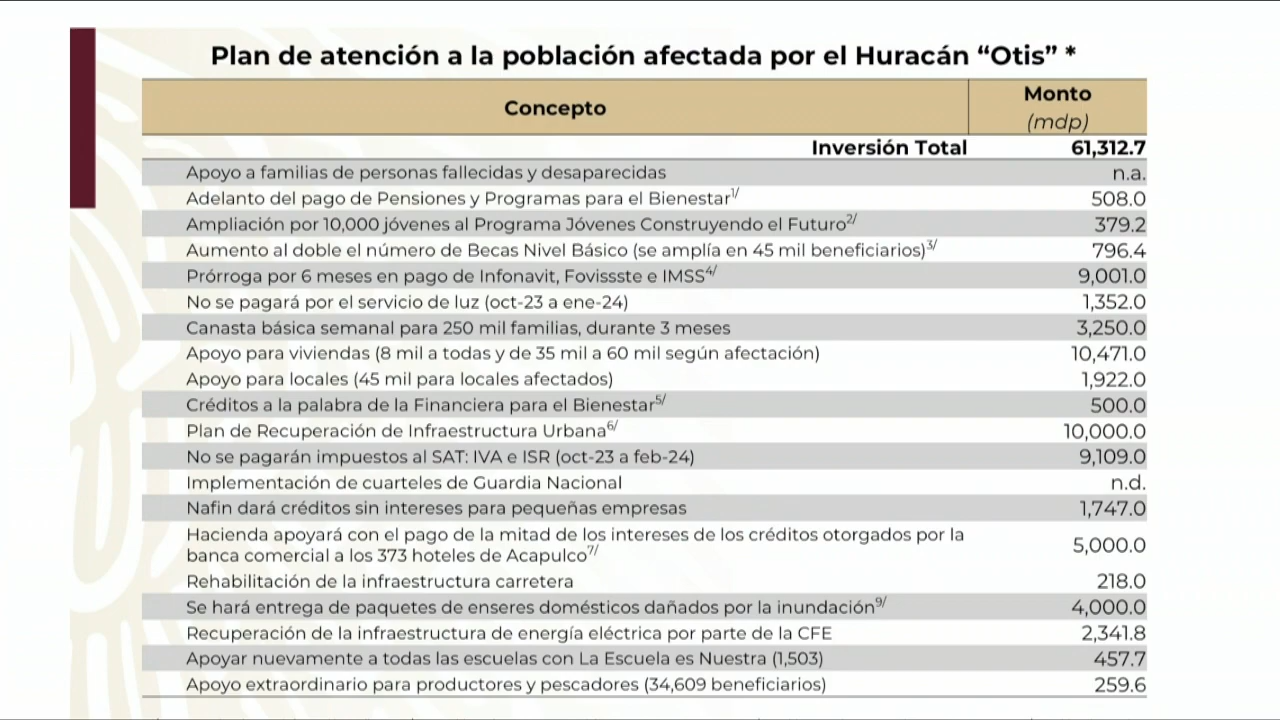 Plan de atención a la población afectada por el Huracán “Otis” *
Concepto Monto
(mdp)
Inversión Total 61,312.7
Apoyo a familias de personas fallecidas y desaparecidas n.a.
Adelanto del pago de Pensiones y Programas para el Bienestar1/ 508.0
Ampliación por 10,000 jóvenes al Programa Jóvenes Construyendo el Futuro2/ 379.2
Aumento al doble el número de Becas Nivel Básico (se amplía en 45 mil beneficiarios)3/ 796.4
Prórroga por 6 meses en pago de Infonavit, Fovissste e IMSS4/ 9,001.0
No se pagará por el servicio de luz (oct-23 a ene-24) 1,352.0
Canasta básica semanal para 250 mil familias, durante 3 meses 3,250.0
Apoyo para viviendas (8 mil a todas y de 35 mil a 60 mil según afectación) 10,471.0
Apoyo para locales (45 mil para locales afectados) 1,922.0
Créditos a la palabra de la Financiera para el Bienestar5/ 500.0
Plan de Recuperación de Infraestructura Urbana6/ 10,000.0
No se pagarán impuestos al SAT: IVA e ISR (oct-23 a feb-24) 9,109.0
Implementación de cuarteles de Guardia Nacional n.d.
Nafin dará créditos sin intereses para pequeñas empresas 1,747.0
Hacienda apoyará con el pago de la mitad de los intereses de los créditos otorgados por la
banca comercial a los 373 hoteles de Acapulco7/ 5,000.0
Rehabilitación de la infraestructura carretera 218.0
Se hará entrega de paquetes de enseres domésticos dañados por la inundación9/ 4,000.0
Recuperación de la infraestructura de energía eléctrica por parte de la CFE 2,341.8
Apoyar nuevamente a todas las escuelas con La Escuela es Nuestra (1,503) 457.7
Apoyo extraordinario para productores y pescadores (34,609 beneficiarios) 259.6